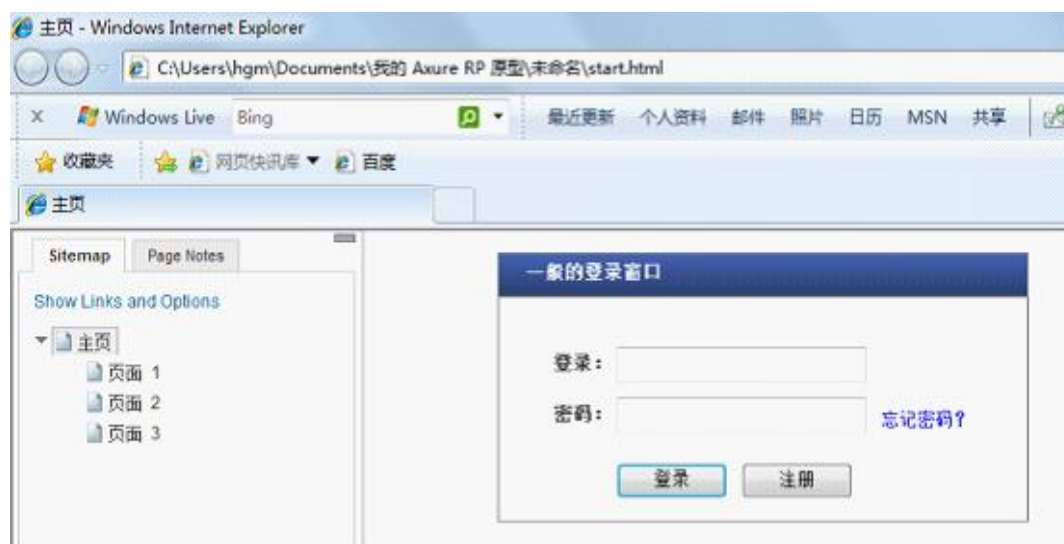 主页 - Windows Internet Explorer
C:\Users\hgm\Documents\我的 Axure RP 原型\未命名\start.html
x Windows Live Bing 最近更新 个人资料 邮件 照片 日历 MSN 共享
收藏夹 网页快讯库 百度
主页
Sitemap Page Notes
Show Links and Options
主页
页面 1
页面 2
页面 3
一般的登录窗口
登录：
密码： 忘记密码？
登录 注册